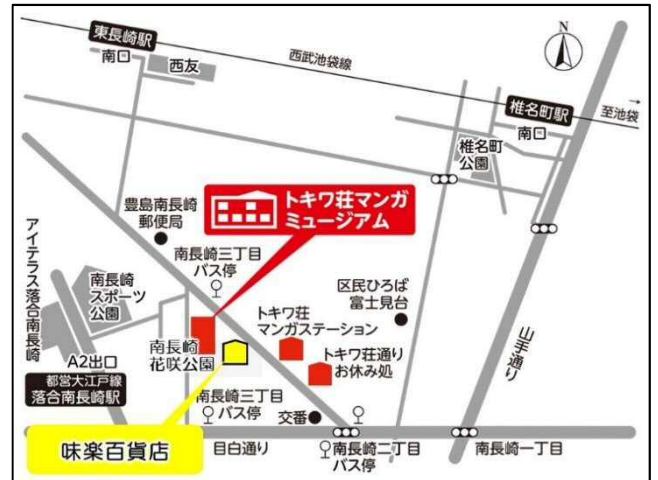 東長崎駅
南口
西友
西武池袋線
N
椎名町駅
至池袋
南口
椎名町
公園
トキワ荘マンガ
ミュージアム
豊島南長崎
郵便局
南長崎三丁目
バス停
アイテラス落合南長崎
南長崎
スポーツ
公園
区民ひろば
富士見台
トキワ荘
マンガステーション
山手通り
南長崎
花咲公園
トキワ荘通り
お休み処
A2出口
都営大江戸線
落合南長崎駅
南長崎三丁目
バス停
交番
味楽百貨店
目白通り
南長崎二丁目
バス停
南長崎一丁目